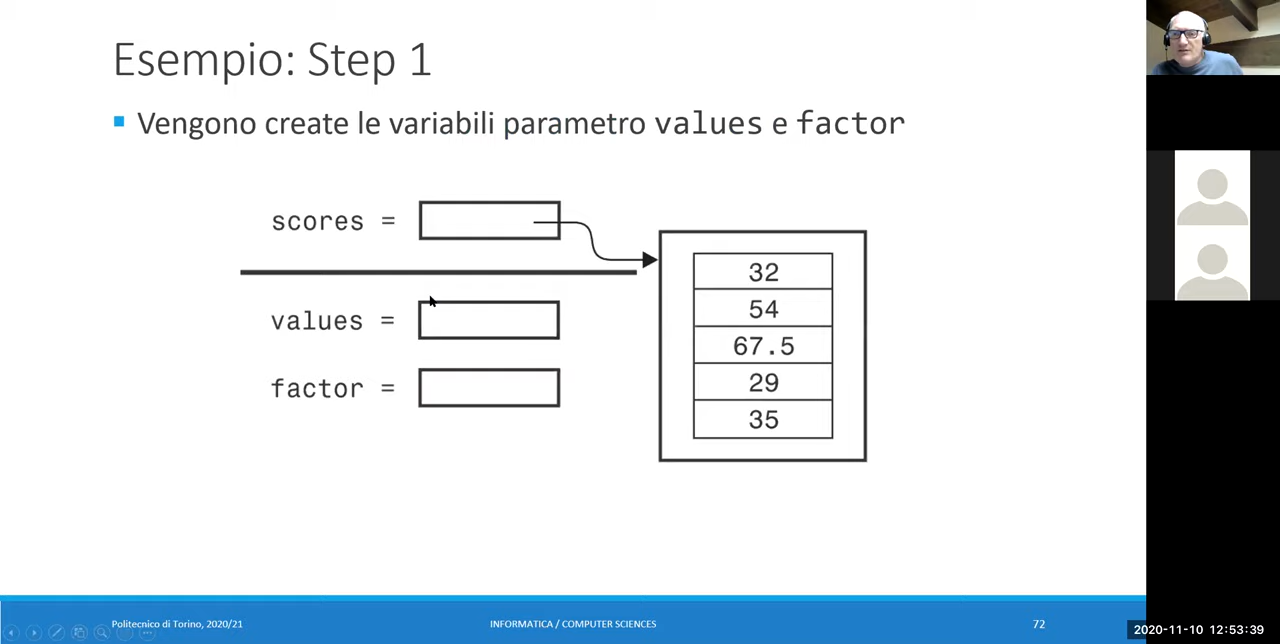 Esempio: Step 1
Vengono create le variabili parametro values e factor
scores =
values =
factor =
32
54
67.5
29
35
Politecnico di Torino, 2020/21
INFORMATICA / COMPUTER SCIENCES
72
2020-11-10 12:53:39